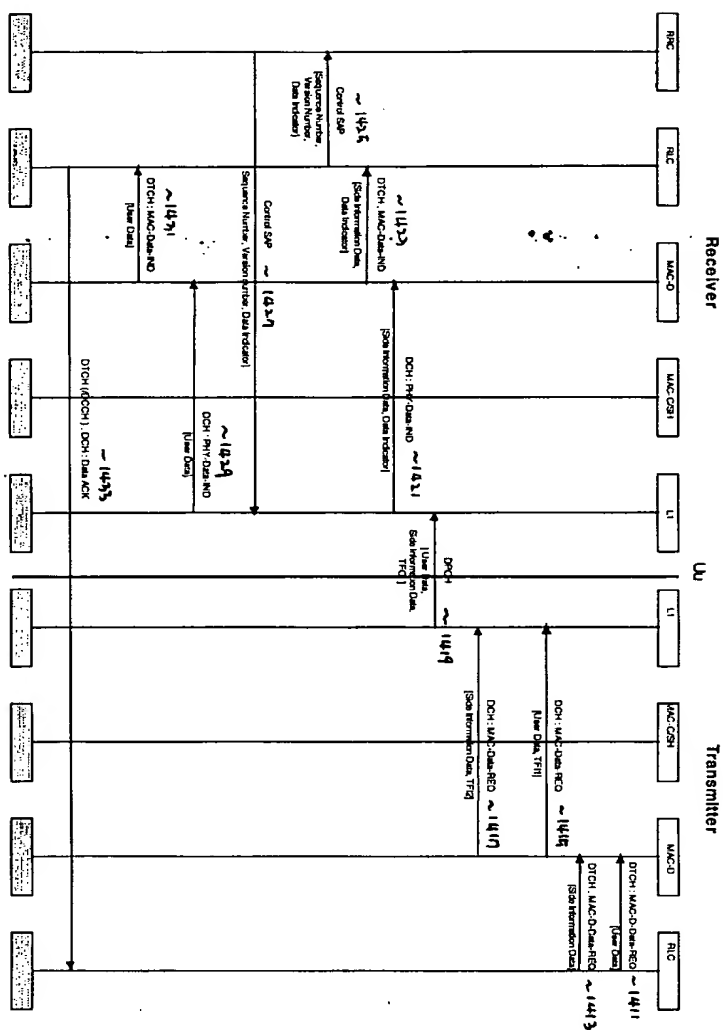 Receiver
Uu
Transmitter
RRC
RLC
MAC-D
MAC-C/SH
L1
L1
MAC-C/SH
MAC-D
RLC
DTCH : MAC-D-Data-REQ ~1411
[User Data]
DTCH : MAC-D-Data-REQ ~1413
[Side Information Data]
DCH : MAC-Data-REQ ~1415
[User Data, TFI1]
DCH : MAC-Data-REQ ~1417
[Side Information Data, TFI2]
DPCH ~1419
[User Data,
Side Information Data,
TFCI ]
DCH : PHY-Data-IND ~1421
[Side Information Data, Data Indicator]
~1423
DTCH : MAC-Data-IND
[Side Information Data,
Data Indicator]
~1425
Control SAP
[Sequence Number,
Version Number,
Data Indicator]
Control SAP ~1427
Sequence Number, Version number, Data Indicator]
~1429
DCH : PHY-Data-IND
[User Data]
~1431
DTCH : MAC-Data-IND
[User Data]
DTCH (/DCCH ) , DCH : Data ACK
~1433